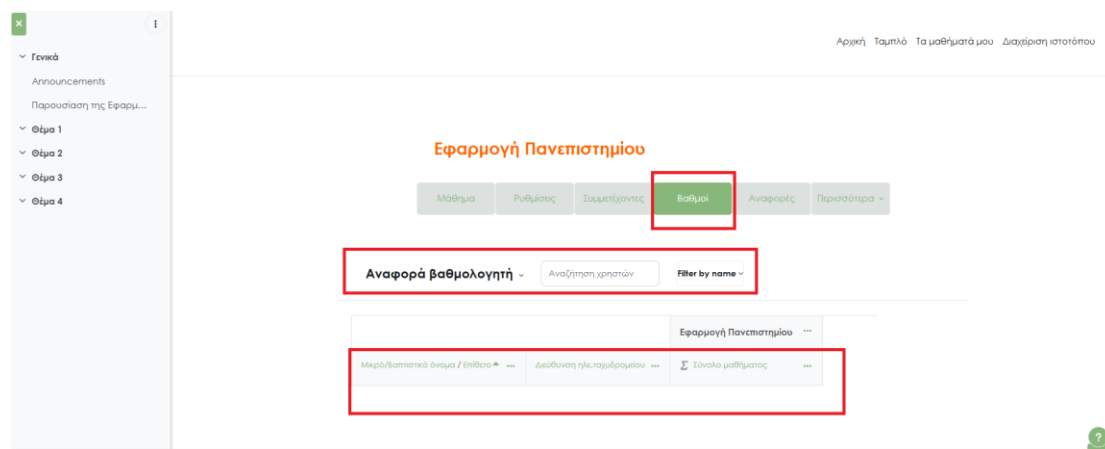 Αρχική Ταμπλό Τα μαθήματά μου Διαχείριση ιστοτόπου
Γενικά
Announcements
Παρουσίαση της Εφαρμ...
Θέμα 1
Θέμα 2
Θέμα 3
Θέμα 4
Εφαρμογή Πανεπιστημίου
Μάθημα Ρυθμίσεις Συμμετέχοντες Βαθμοί Αναφορές Περισσότερα
Αναφορά βαθμολογητή Αναζήτηση χρηστών Filter by name
Εφαρμογή Πανεπιστημίου ...
Μικρό/Βαπτιστικό όνομα / Επίθετο ... Διεύθυνση ηλε.ταχυδρομείου ... Σ Σύνολο μαθήματος ...
?